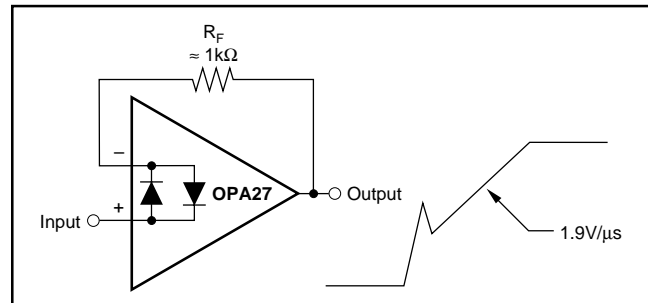 R_F
≈ 1kΩ
–
OPA27
+
Input
Output
1.9V/µs